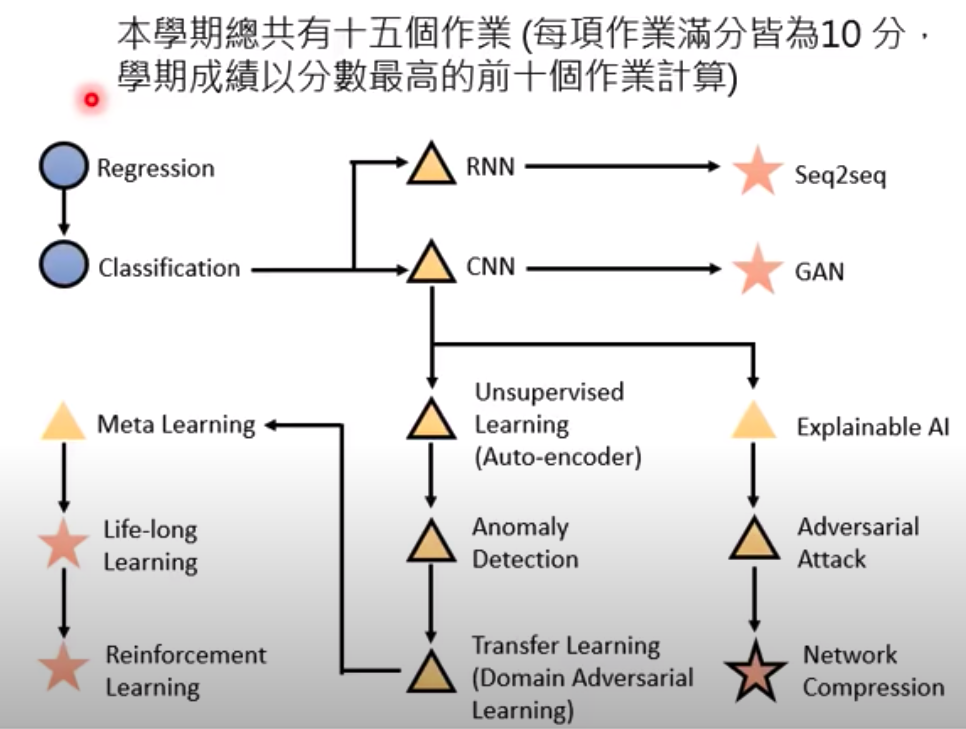 本學期總共有十五個作業 (每項作業滿分皆為10 分，
學期成績以分數最高的前十個作業計算)
Regression
RNN
Seq2seq
Classification
CNN
GAN
Meta Learning
Unsupervised
Learning
(Auto-encoder)
Explainable AI
Life-long
Learning
Anomaly
Detection
Adversarial
Attack
Reinforcement
Learning
Transfer Learning
(Domain Adversarial
Learning)
Network
Compression